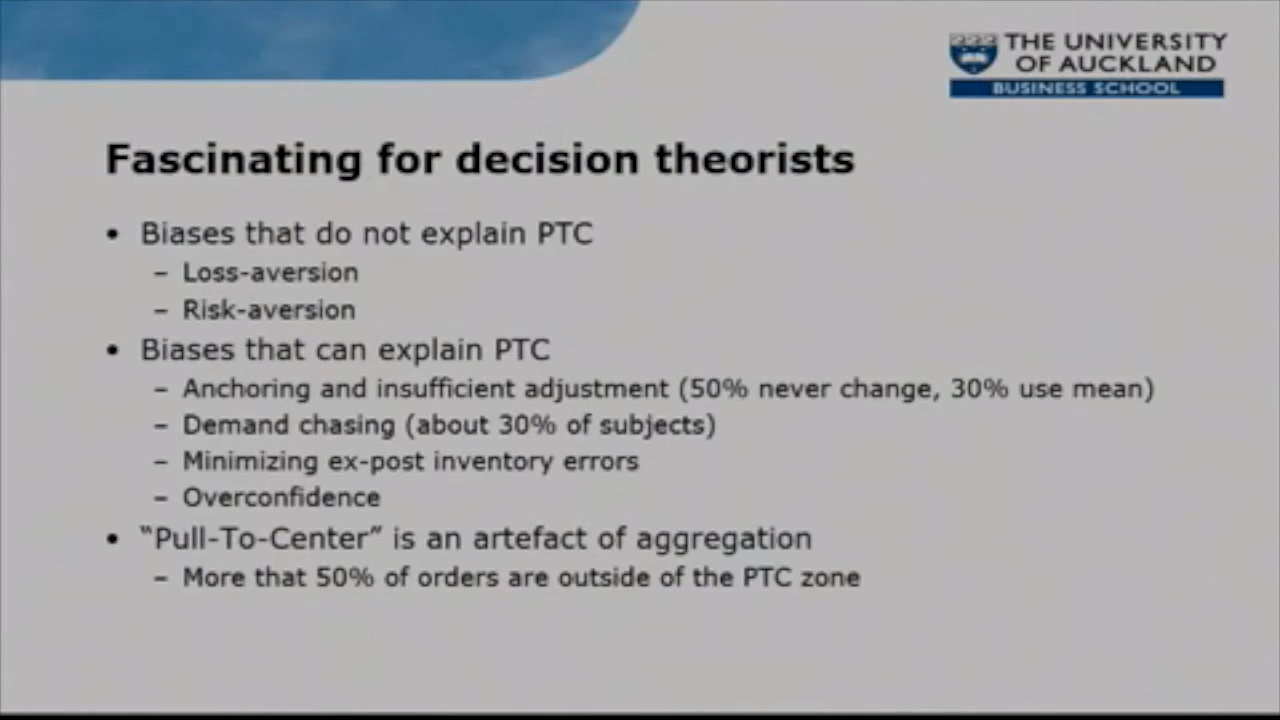 THE UNIVERSITY
OF AUCKLAND
BUSINESS SCHOOL
Fascinating for decision theorists
• Biases that do not explain PTC
– Loss-aversion
– Risk-aversion
• Biases that can explain PTC
– Anchoring and insufficient adjustment (50% never change, 30% use mean)
– Demand chasing (about 30% of subjects)
– Minimizing ex-post inventory errors
– Overconfidence
• “Pull-To-Center” is an artefact of aggregation
– More that 50% of orders are outside of the PTC zone